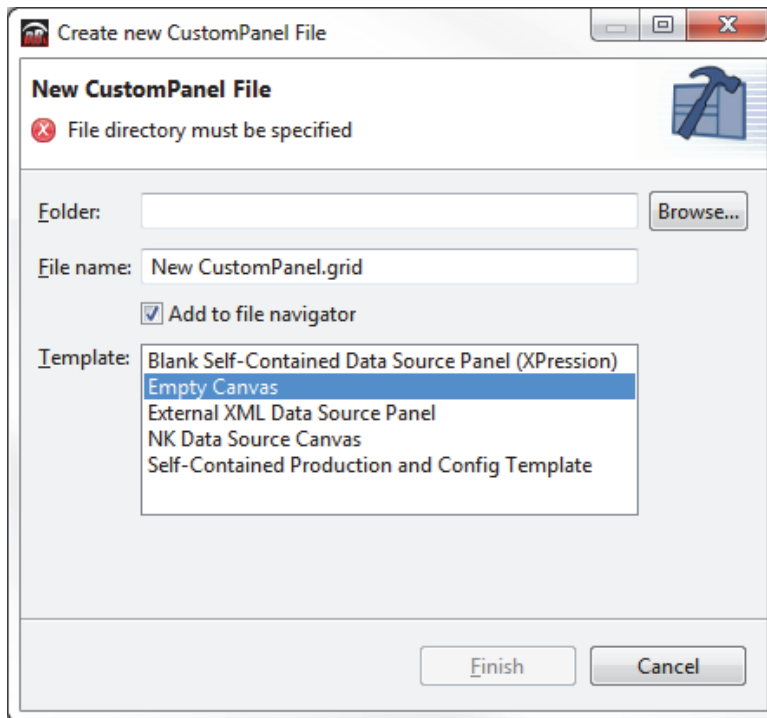 Create new CustomPanel File
New CustomPanel File
File directory must be specified
Folder:
Browse...
File name: New CustomPanel.grid
Add to file navigator
Template: Blank Self-Contained Data Source Panel (XPression)
Empty Canvas
External XML Data Source Panel
NK Data Source Canvas
Self-Contained Production and Config Template
Finish
Cancel